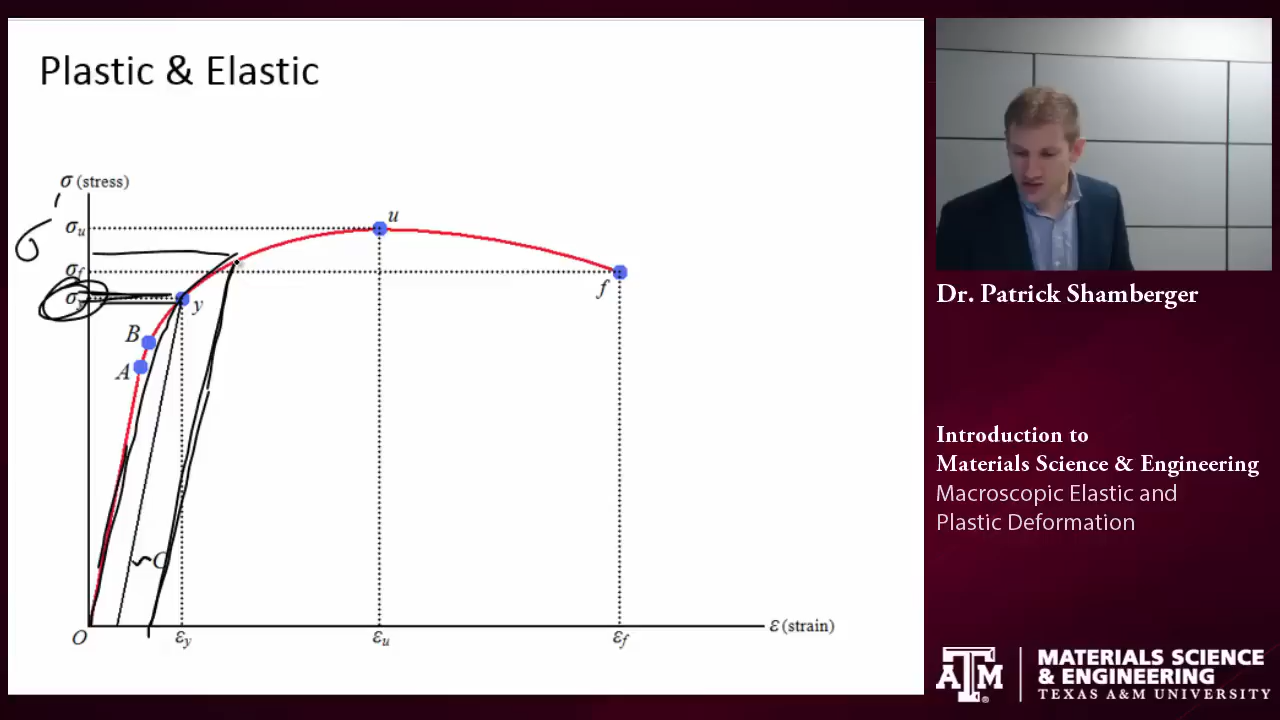 Plastic & Elastic
σ (stress)
σ
σu
σf
u
f
y
B
A
C
O
εy
εu
εf
ε (strain)
Dr. Patrick Shamberger
Introduction to
Materials Science & Engineering
Macroscopic Elastic and
Plastic Deformation
ATM
MATERIALS SCIENCE
& ENGINEERING
TEXAS A&M UNIVERSITY